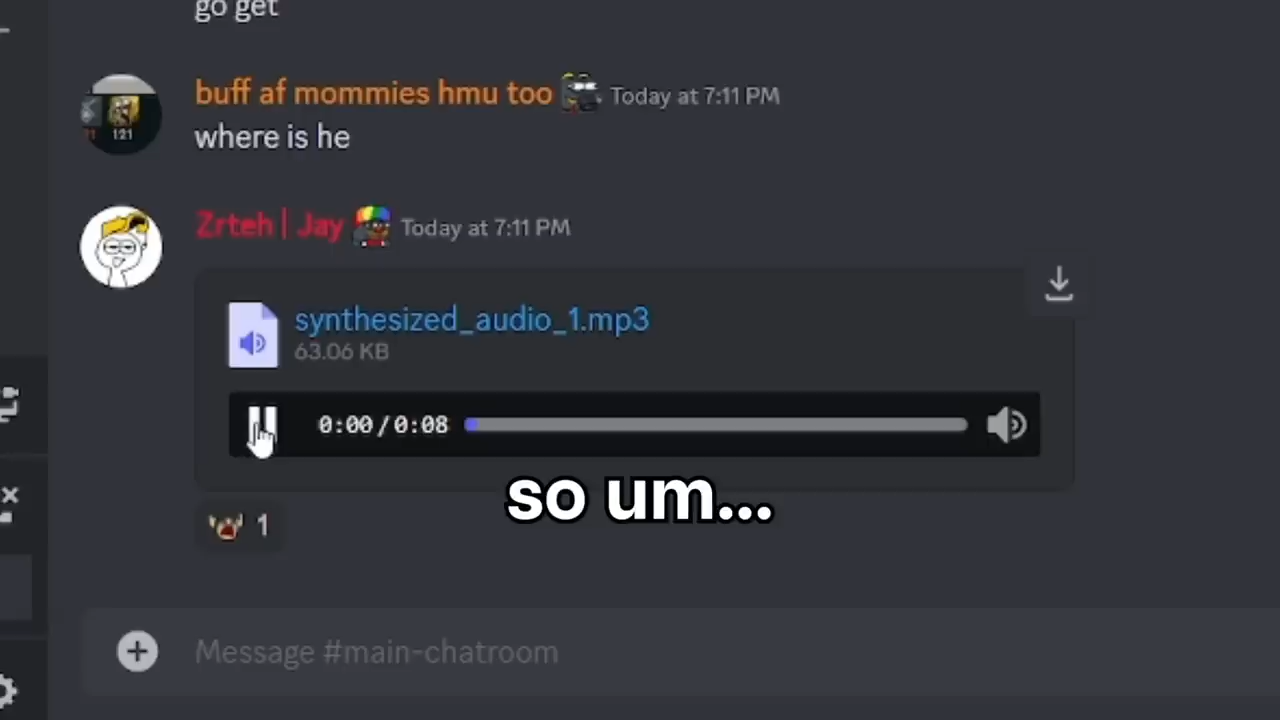 go get
buff af mommies hmu too Today at 7:11 PM
where is he
Zrteh | Jay Today at 7:11 PM
synthesized_audio_1.mp3
63.06 KB
0:00 / 0:08
so um...
1
Message #main-chatroom
121